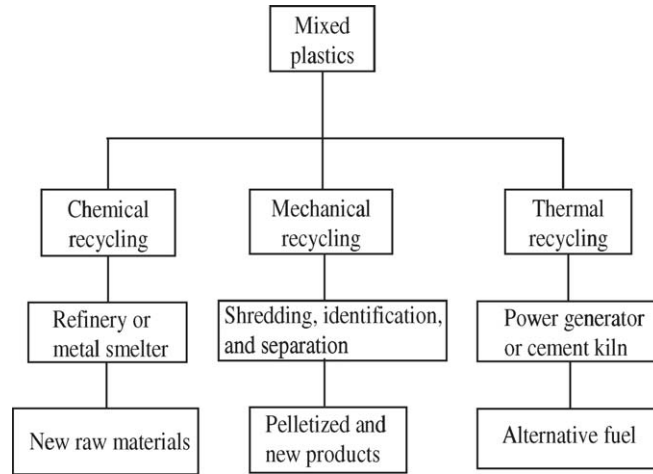 Mixed
plastics
Chemical
recycling
Mechanical
recycling
Thermal
recycling
Refinery or
metal smelter
Shredding, identification,
and separation
Power generator
or cement kiln
New raw materials
Pelletized and
new products
Alternative fuel